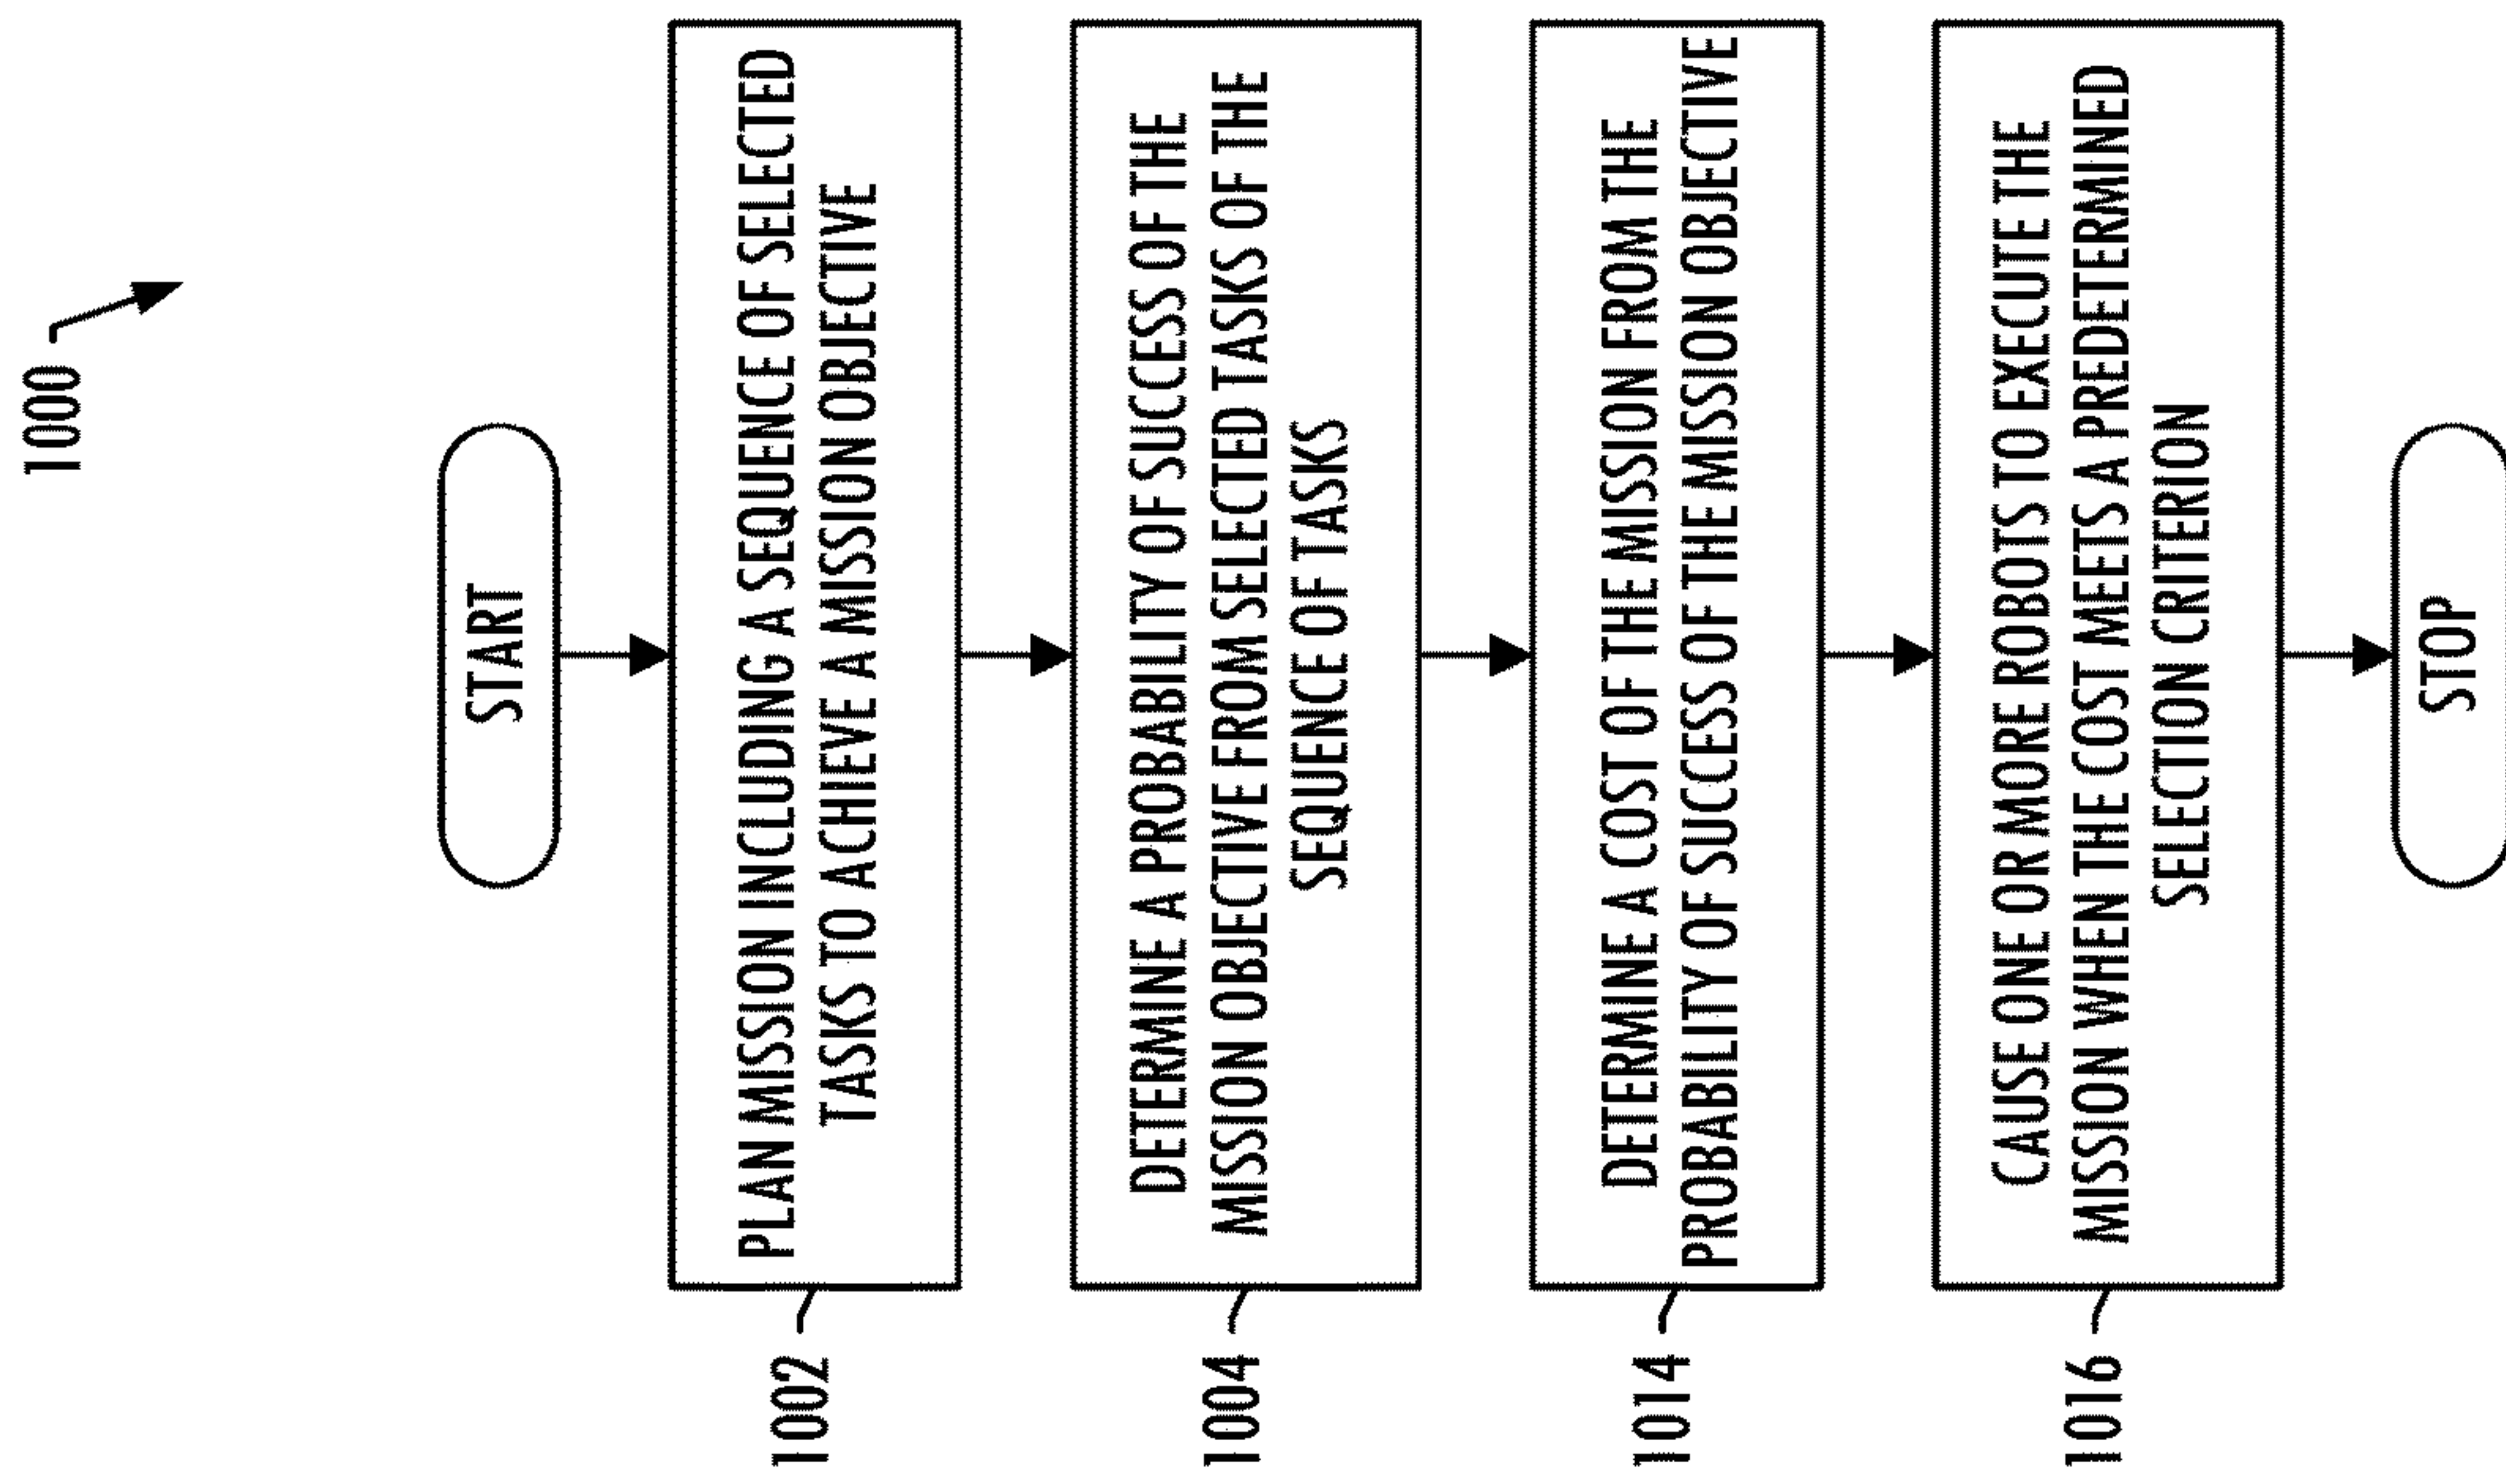 1000
START
PLAN MISSION INCLUDING A SEQUENCE OF SELECTED
TASKS TO ACHIEVE A MISSION OBJECTIVE
1002
DETERMINE A PROBABILITY OF SUCCESS OF THE
MISSION OBJECTIVE FROM SELECTED TASKS OF THE
SEQUENCE OF TASKS
1004
DETERMINE A COST OF THE MISSION FROM THE
PROBABILITY OF SUCCESS OF THE MISSION OBJECTIVE
1014
CAUSE ONE OR MORE ROBOTS TO EXECUTE THE
MISSION WHEN THE COST MEETS A PREDETERMINED
SELECTION CRITERION
1016
STOP